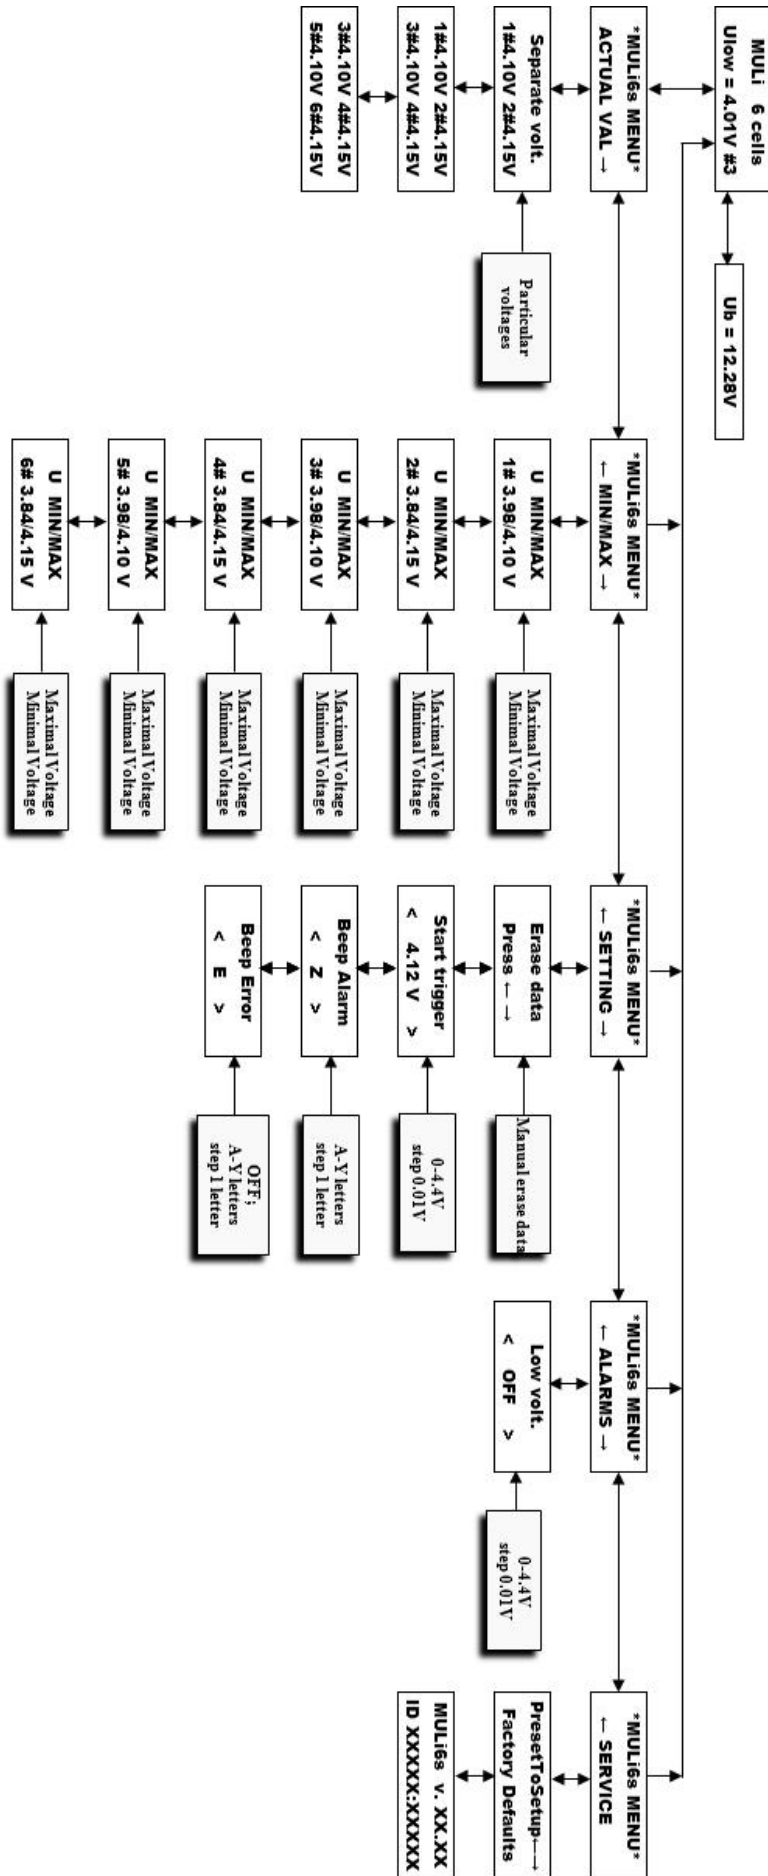 MULi 6 cells
Ulow = 4.01V #3
Ub = 12.28V
*MULi6s MENU*
ACTUAL VAL →
Separate volt.
1#4.10V 2#4.15V
Particular
voltages
1#4.10V 2#4.15V
3#4.10V 4#4.15V
3#4.10V 4#4.15V
5#4.10V 6#4.15V
*MULi6s MENU*
← MIN/MAX →
U MIN/MAX
1# 3.98/4.10 V
Maximal Voltage
Minimal Voltage
U MIN/MAX
2# 3.84/4.15 V
Maximal Voltage
Minimal Voltage
U MIN/MAX
3# 3.98/4.10 V
Maximal Voltage
Minimal Voltage
U MIN/MAX
4# 3.84/4.15 V
Maximal Voltage
Minimal Voltage
U MIN/MAX
5# 3.98/4.10 V
Maximal Voltage
Minimal Voltage
U MIN/MAX
6# 3.84/4.15 V
Maximal Voltage
Minimal Voltage
*MULi6s MENU*
← SETTING →
Erase data
Press ← →
Manual erase data
Start trigger
< 4.12 V >
0-4.4V
step 0.01V
Beep Alarm
< Z >
A-Y letters
step 1 letter
Beep Error
< E >
OFF;
A-Y letters
step 1 letter
*MULi6s MENU*
← ALARMS →
Low volt.
< OFF >
0-4.4V
step 0.01V
*MULi6s MENU*
← SERVICE
PresetToSetup←→
Factory Defaults
MULi6s v. XX.XX
ID XXXXX:XXXXX